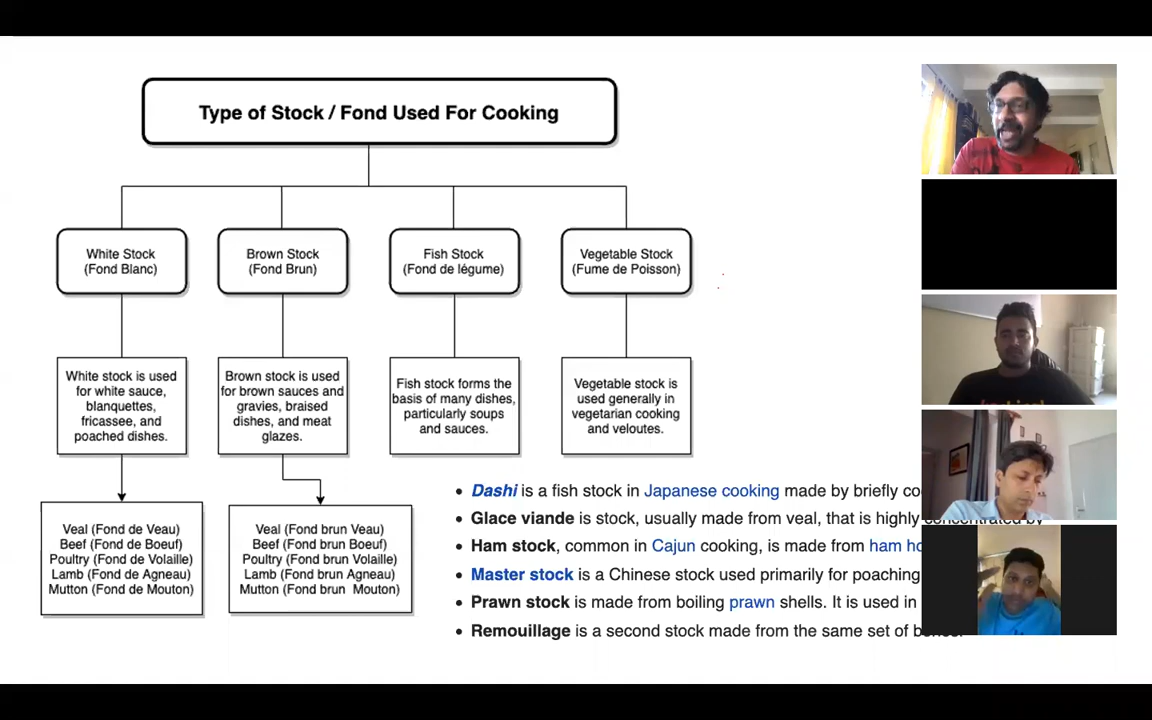 Type of Stock / Fond Used For Cooking
White Stock
(Fond Blanc)
Brown Stock
(Fond Brun)
Fish Stock
(Fond de légume)
Vegetable Stock
(Fume de Poisson)
White stock is used
for white sauce,
blanquettes,
fricassee, and
poached dishes.
Brown stock is used
for brown sauces and
gravies, braised
dishes, and meat
glazes.
Fish stock forms the
basis of many dishes,
particularly soups
and sauces.
Vegetable stock is
used generally in
vegetarian cooking
and veloutes.
Veal (Fond de Veau)
Beef (Fond de Boeuf)
Poultry (Fond de Volaille)
Lamb (Fond de Agneau)
Mutton (Fond de Mouton)
Veal (Fond brun Veau)
Beef (Fond brun Boeuf)
Poultry (Fond brun Volaille)
Lamb (Fond brun Agneau)
Mutton (Fond brun Mouton)
• Dashi is a fish stock in Japanese cooking made by briefly
• Glace viande is stock, usually made from veal, that is highly concentrated by
• Ham stock, common in Cajun cooking, is made from ham
• Master stock is a Chinese stock used primarily for poaching
• Prawn stock is made from boiling prawn shells. It is used in
• Remouillage is a second stock made from the same set of